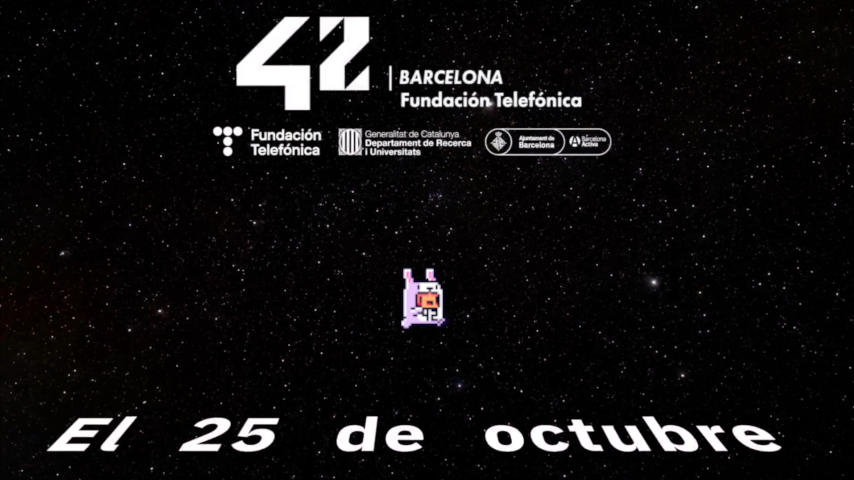 42
BARCELONA
Fundación Telefónica
Fundación
Telefónica
Generalitat de Catalunya
Departament de Recerca
i Universitats
Ajuntament de
Barcelona
Barcelona
Activa
42
El 25 de octubre